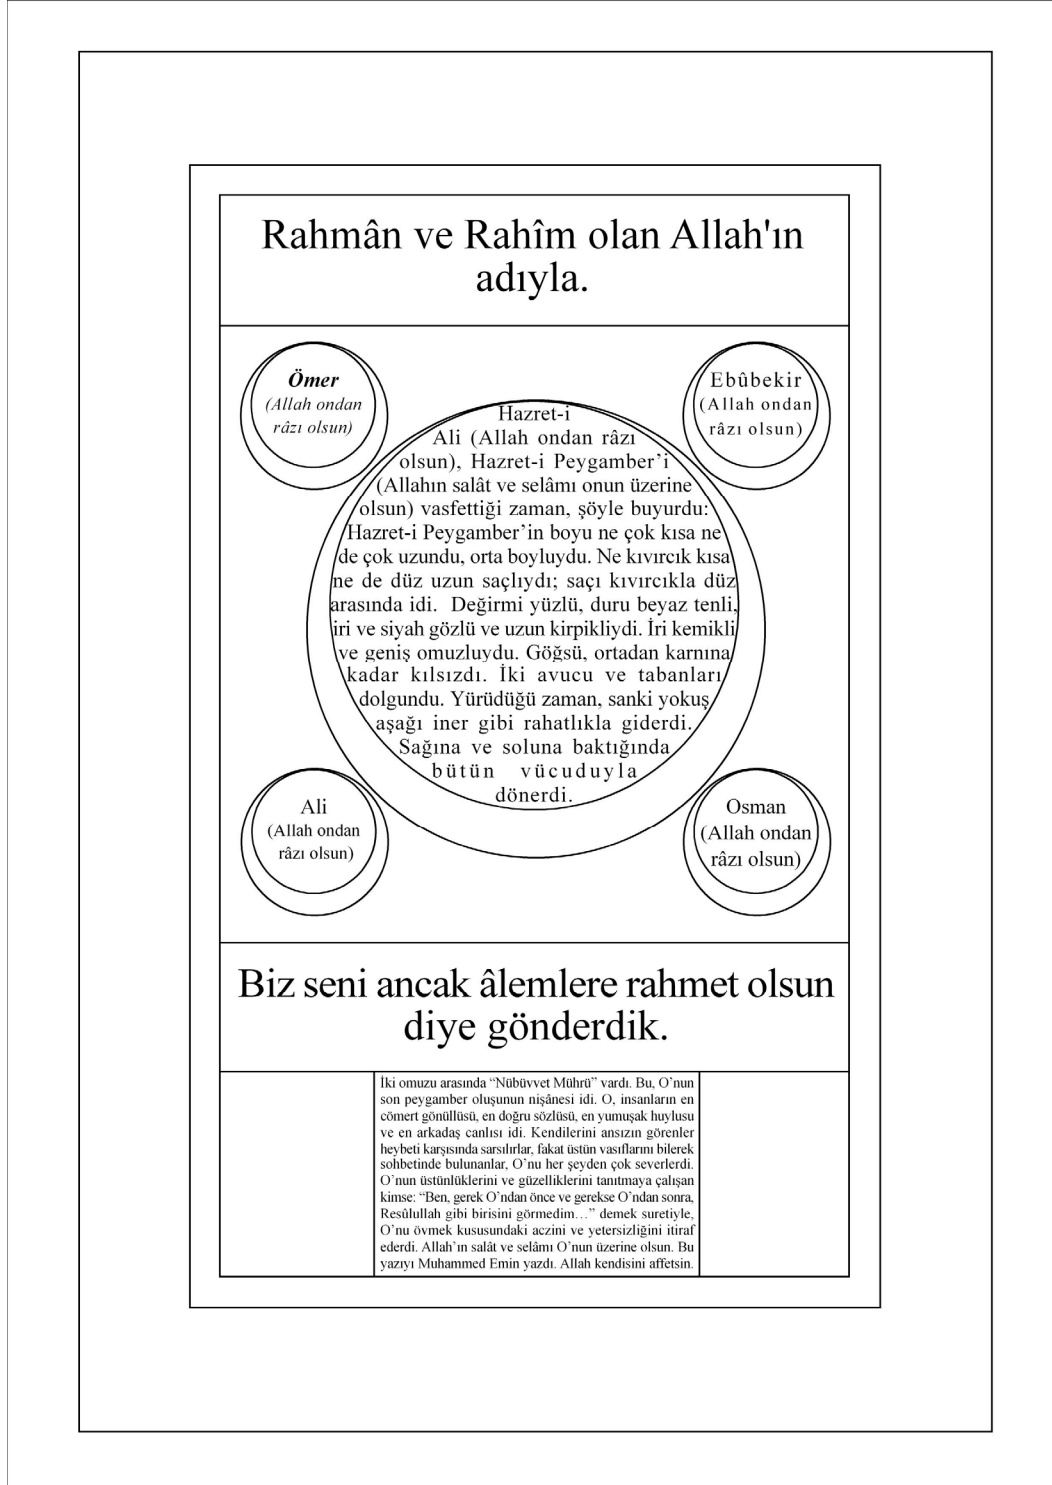 Rahmân ve Rahîm olan Allah'ın
adıyla.
Ömer
(Allah ondan
râzı olsun)
Ebûbekir
(Allah ondan
râzı olsun)
Hazret-i
Ali (Allah ondan râzı
olsun), Hazret-i Peygamber’i
(Allahın salât ve selâmı onun üzerine
olsun) vasfettiği zaman, şöyle buyurdu:
Hazret-i Peygamber’in boyu ne çok kısa ne
de çok uzundu, orta boyluydu. Ne kıvırcık kısa
ne de düz uzun saçlıydı; saçı kıvırcıkla düz
arasında idi. Değirmi yüzlü, duru beyaz tenli,
iri ve siyah gözlü ve uzun kirpikliydi. İri kemikli
ve geniş omuzluydu. Göğsü, ortadan karnına
kadar kılsızdı. İki avucu ve tabanları
dolgundu. Yürüdüğü zaman, sanki yokuş
aşağı iner gibi rahatlıkla giderdi.
Sağına ve soluna baktığında
bütün vücuduyla
dönerdi.
Ali
(Allah ondan
râzı olsun)
Osman
(Allah ondan
râzı olsun)
Biz seni ancak âlemlere rahmet olsun
diye gönderdik.
İki omuzu arasında “Nübüvvet Mührü” vardı. Bu, O’nun
son peygamber oluşunun nişânesi idi. O, insanların en
cömert gönüllüsü, en doğru sözlüsü, en yumuşak huylusu
ve en arkadaş canlısı idi. Kendilerini ansızın görenler
heybeti karşısında sarsılırlar, fakat üstün vasıflarını bilerek
sohbetinde bulunanlar, O’nu her şeyden çok severlerdi.
O’nun üstünlüklerini ve güzelliklerini tanıtmaya çalışan
kimse: “Ben, gerek O’ndan önce ve gerekse O’ndan sonra,
Resûlullah gibi birisini görmedim…” demek suretiyle,
O’nu övmek kususundaki aczini ve yetersizliğini itiraf
ederdi. Allah’ın salât ve selâmı O’nun üzerine olsun. Bu
yazıyı Muhammed Emin yazdı. Allah kendisini affetsin.